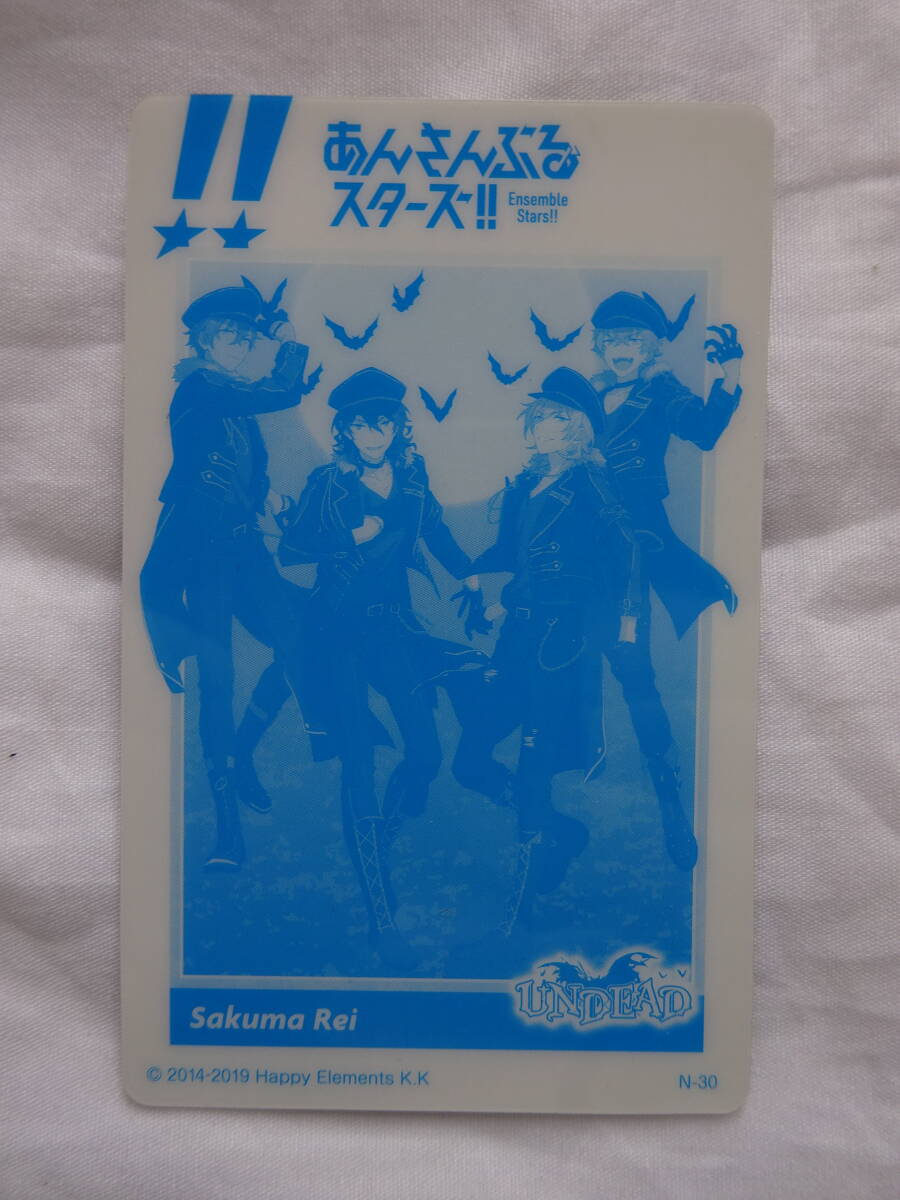 !!
あんさんぶる
スターズ!!
Ensemble
Stars!!
UNDEAD
Sakuma Rei
© 2014-2019 Happy Elements K.K
N-30